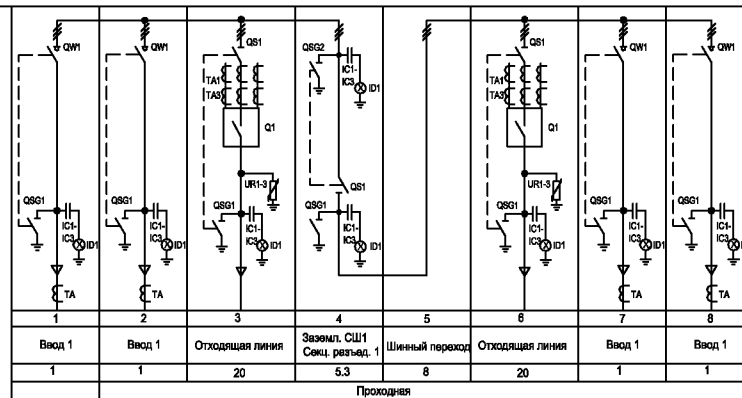 QW1
QSG1
IC1-
IC3
ID1
TA
QW1
QSG1
IC1-
IC3
ID1
TA
QS1
TA1
TA3
Q1
UR1-3
QSG1
IC1-
IC3
ID1
QSG2
IC1-
IC3
ID1
QS1
QSG1
IC1-
IC3
ID1
QS1
TA1
TA3
Q1
UR1-3
QSG1
IC1-
IC3
ID1
QW1
QSG1
IC1-
IC3
ID1
TA
QW1
QSG1
IC1-
IC3
TA
1 2 3 4 5 6 7 8
Ввод 1 Ввод 1 Отходящая линия Заземл. СШ1 Шинный переход Отходящая линия Ввод 1 Ввод 1
Секц. разъед. 1
1 1 20 5.3 8 20 1 1
Проходная